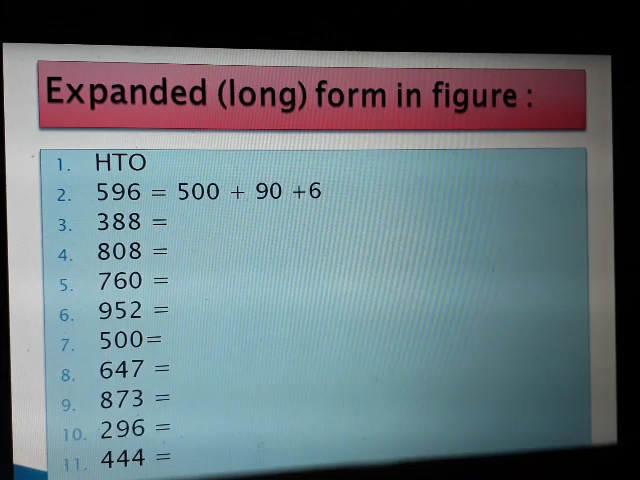 Expanded (long) form in figure :
1. HTO
2. 596 = 500 + 90 +6
3. 388 =
4. 808 =
5. 760 =
6. 952 =
7. 500=
8. 647 =
9. 873 =
10. 296 =
11. 444 =